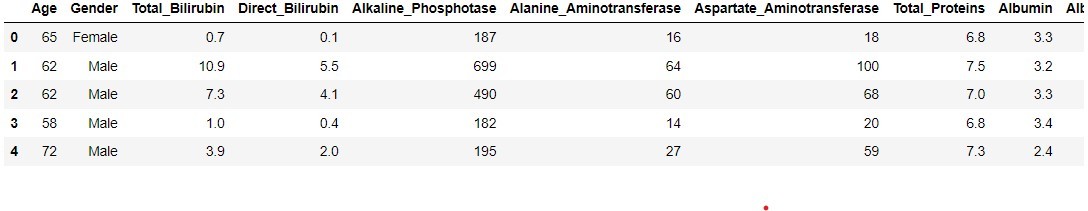 Age Gender Total_Bilirubin Direct_Bilirubin Alkaline_Phosphotase Alanine_Aminotransferase Aspartate_Aminotransferase Total_Proteins Albumin Alb
0 65 Female 0.7 0.1 187 16 18 6.8 3.3
1 62 Male 10.9 5.5 699 64 100 7.5 3.2
2 62 Male 7.3 4.1 490 60 68 7.0 3.3
3 58 Male 1.0 0.4 182 14 20 6.8 3.4
4 72 Male 3.9 2.0 195 27 59 7.3 2.4